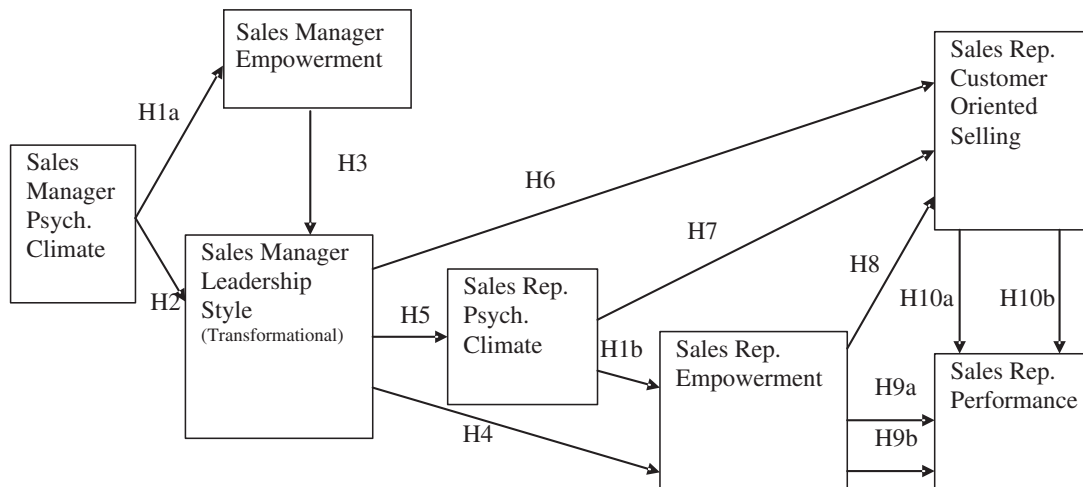 Sales Manager
Empowerment
H1a
Sales
Manager
Psych.
Climate
H3
H2
Sales Manager
Leadership
Style
(Transformational)
H6
H7
H5
Sales Rep.
Psych.
Climate
H4
H1b
Sales Rep.
Empowerment
H8
Sales Rep.
Customer
Oriented
Selling
H10a
H10b
H9a
H9b
Sales Rep.
Performance